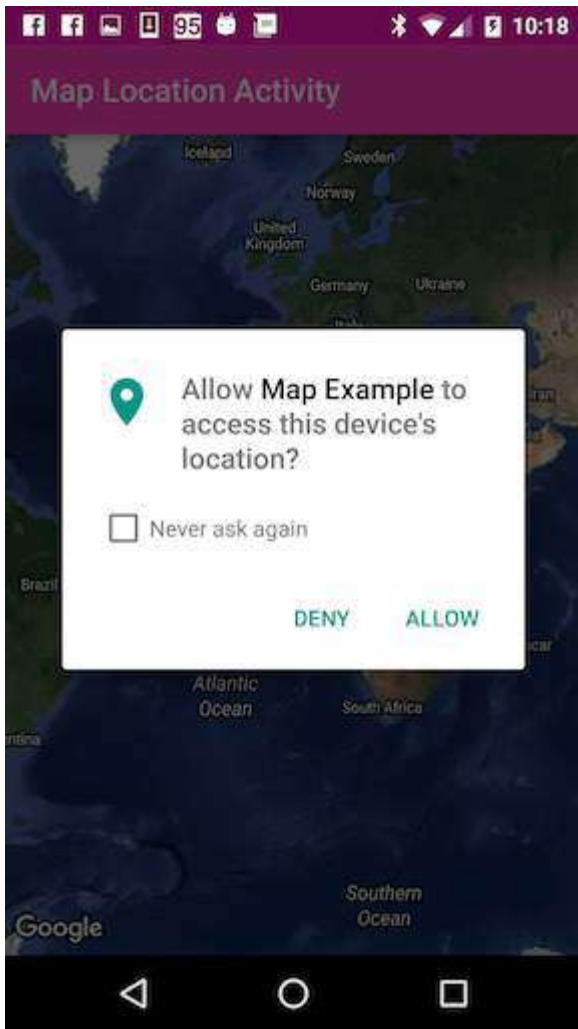 95 10:18
Map Location Activity
Iceland
Sweden
Norway
United
Kingdom
Germany
Ukraine
Allow Map Example to
access this device's
location?
Never ask again
Brazil
DENY ALLOW
Atlantic
Ocean
South Africa
Southern
Ocean
Google